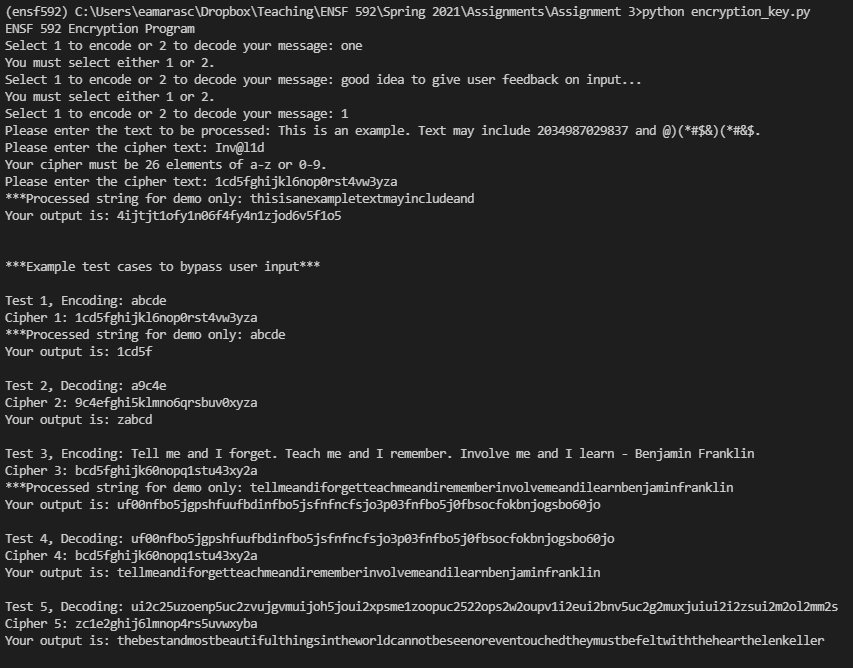 (ensf592) C:\Users\eamarasc\Dropbox\Teaching\ENSF 592\Spring 2021\Assignments\Assignment 3>python encryption_key.py
ENSF 592 Encryption Program
Select 1 to encode or 2 to decode your message: one
You must select either 1 or 2.
Select 1 to encode or 2 to decode your message: good idea to give user feedback on input...
You must select either 1 or 2.
Select 1 to encode or 2 to decode your message: 1
Please enter the text to be processed: This is an example. Text may include 2034987029837 and @)(*#$&)(*#&$.
Please enter the cipher text: Inv@l1d
Your cipher must be 26 elements of a-z or 0-9.
Please enter the cipher text: 1cd5fghijkl6nop0rst4vw3yza
***Processed string for demo only: thisisanexampletextmayincludeand
Your output is: 4ijtjt1ofy1n06f4fy4n1zjod6v5f1o5
***Example test cases to bypass user input***
Test 1, Encoding: abcde
Cipher 1: 1cd5fghijkl6nop0rst4vw3yza
***Processed string for demo only: abcde
Your output is: 1cd5f
Test 2, Decoding: a9c4e
Cipher 2: 9c4efghi5klmno6qrsbuv0xyza
Your output is: zabcd
Test 3, Encoding: Tell me and I forget. Teach me and I remember. Involve me and I learn - Benjamin Franklin
Cipher 3: bcd5fghijk60nopq1stu43xy2a
***Processed string for demo only: tellmeandiforgetteachmeandirememberinvolvemeandilearnbenjaminfranklin
Your output is: uf00nfbo5jgpshfuufbdinfbo5jsfnfncfsjo3p03fnfbo5j0fbsocfokbnjogsbo60jo
Test 4, Decoding: uf00nfbo5jgpshfuufbdinfbo5jsfnfncfsjo3p03fnfbo5j0fbsocfokbnjogsbo60jo
Cipher 4: bcd5fghijk60nopq1stu43xy2a
Your output is: tellmeandiforgetteachmeandirememberinvolvemeandilearnbenjaminfranklin
Test 5, Decoding: ui2c25uzoenp5uc2zvujgvmuijoh5joui2xpsme1zoopuc2522ops2w2oupv1i2eui2bnv5uc2g2muxjuiui2i2zsui2m2ol2mm2s
Cipher 5: zc1e2ghij6lmnop4rs5uvwxyba
Your output is: thebestandmostbeautifulthingsintheworldcannotbeseenoreventouchedtheymustbefeltwiththehearthelenkeller